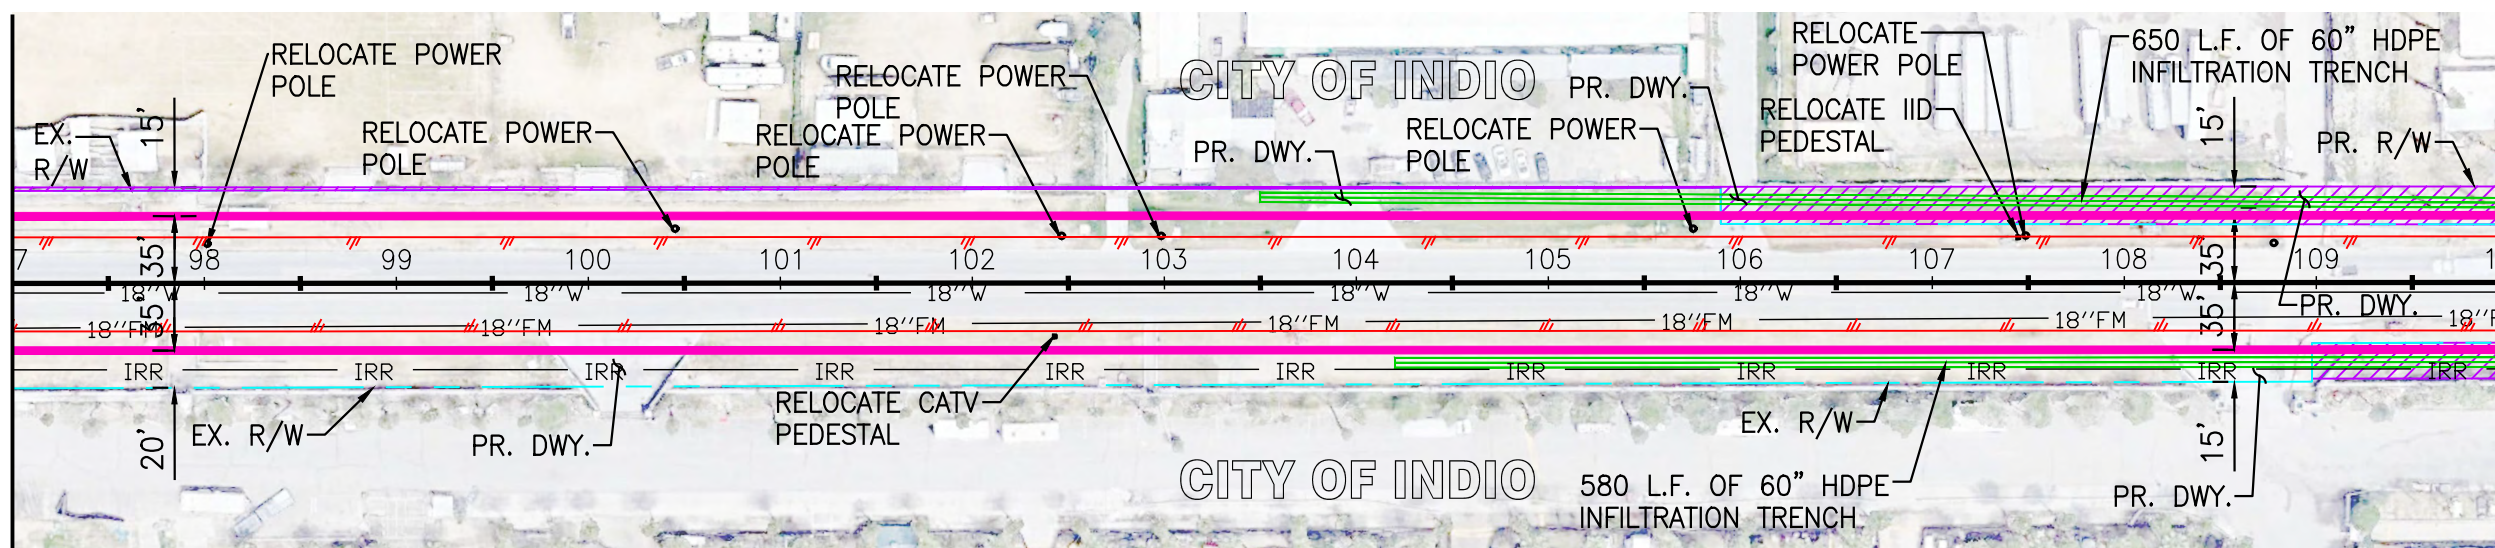 RELOCATE POWER
POLE
EX.
R/W
15'
RELOCATE POWER
POLE
RELOCATE POWER
POLE
RELOCATE POWER
POLE
CITY OF INDIO
PR. DWY.
PR. DWY.
RELOCATE POWER
POLE
RELOCATE
POWER POLE
RELOCATE IID
PEDESTAL
650 L.F. OF 60" HDPE
INFILTRATION TRENCH
15'
PR. R/W
35'
7 98 99 100 101 102 103 104 105 106 107 108 109 1
35'
18"W 18"W 18"W 18"W 18"W 18"W
PR. DWY.
35'
18"FM 18"FM 18"FM 18"FM 18"FM 18"FM 18"F
35'
IRR IRR IRR IRR IRR IRR IRR IRR IRR IRR IRR
20'
EX. R/W
PR. DWY.
RELOCATE CATV
PEDESTAL
CITY OF INDIO
EX. R/W
580 L.F. OF 60" HDPE
INFILTRATION TRENCH
15'
PR. DWY.